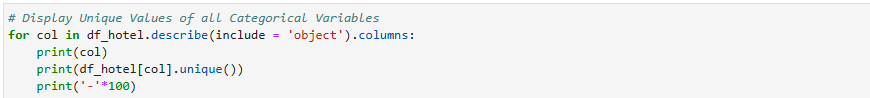 # Display Unique Values of all Categorical Variables
for col in df_hotel.describe(include = 'object').columns:
    print(col)
    print(df_hotel[col].unique())
    print('-'*100)